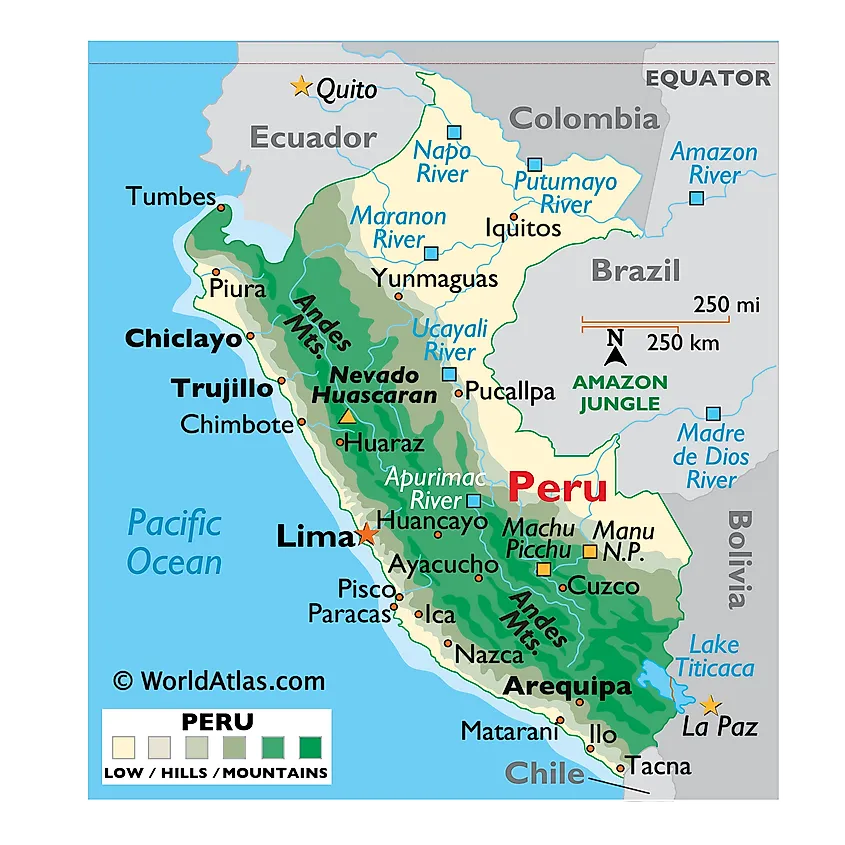 EQUATOR
Quito
Ecuador
Colombia
Napo
River
Putumayo
River
Amazon
River
Tumbes
Maranon
River
Iquitos
Brazil
Yunmaguas
Piura
250 mi
N
250 km
Andes
Mts.
Ucayali
River
Chiclayo
AMAZON
JUNGLE
Nevado
Huascaran
Trujillo
Pucallpa
Chimbote
Huaraz
Madre
de Dios
River
Apurimac
River
Peru
Pacific
Ocean
Lima
Huancayo
Machu
Picchu
Manu
N.P.
Bolivia
Ayacucho
Cuzco
Pisco
Paracas
Ica
Andes
Mts.
Nazca
Lake
Titicaca
© WorldAtlas.com
Arequipa
La Paz
Matarani
Ilo
Tacna
Chile
PERU
LOW / HILLS / MOUNTAINS